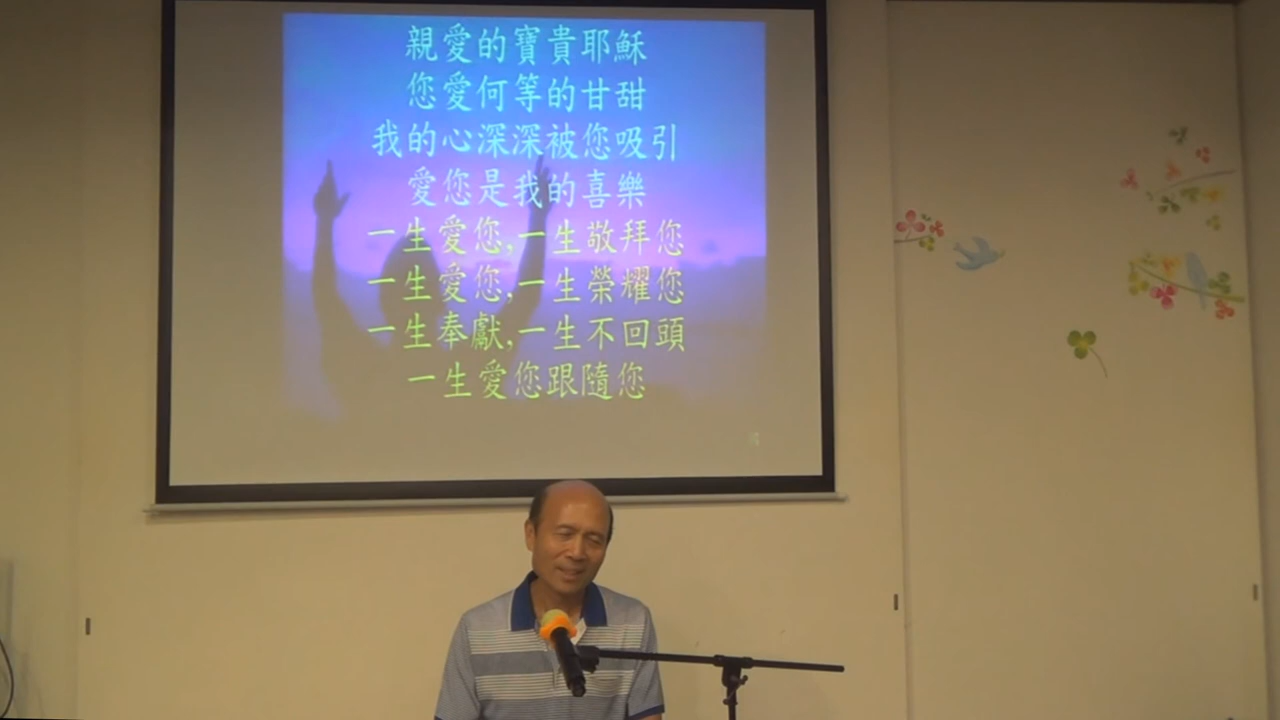 親愛的寶貴耶穌
您愛何等的甘甜
我的心深深被您吸引
愛您是我的喜樂
一生愛您,一生敬拜您
一生愛您,一生榮耀您
一生奉獻,一生不回頭
一生愛您跟隨您